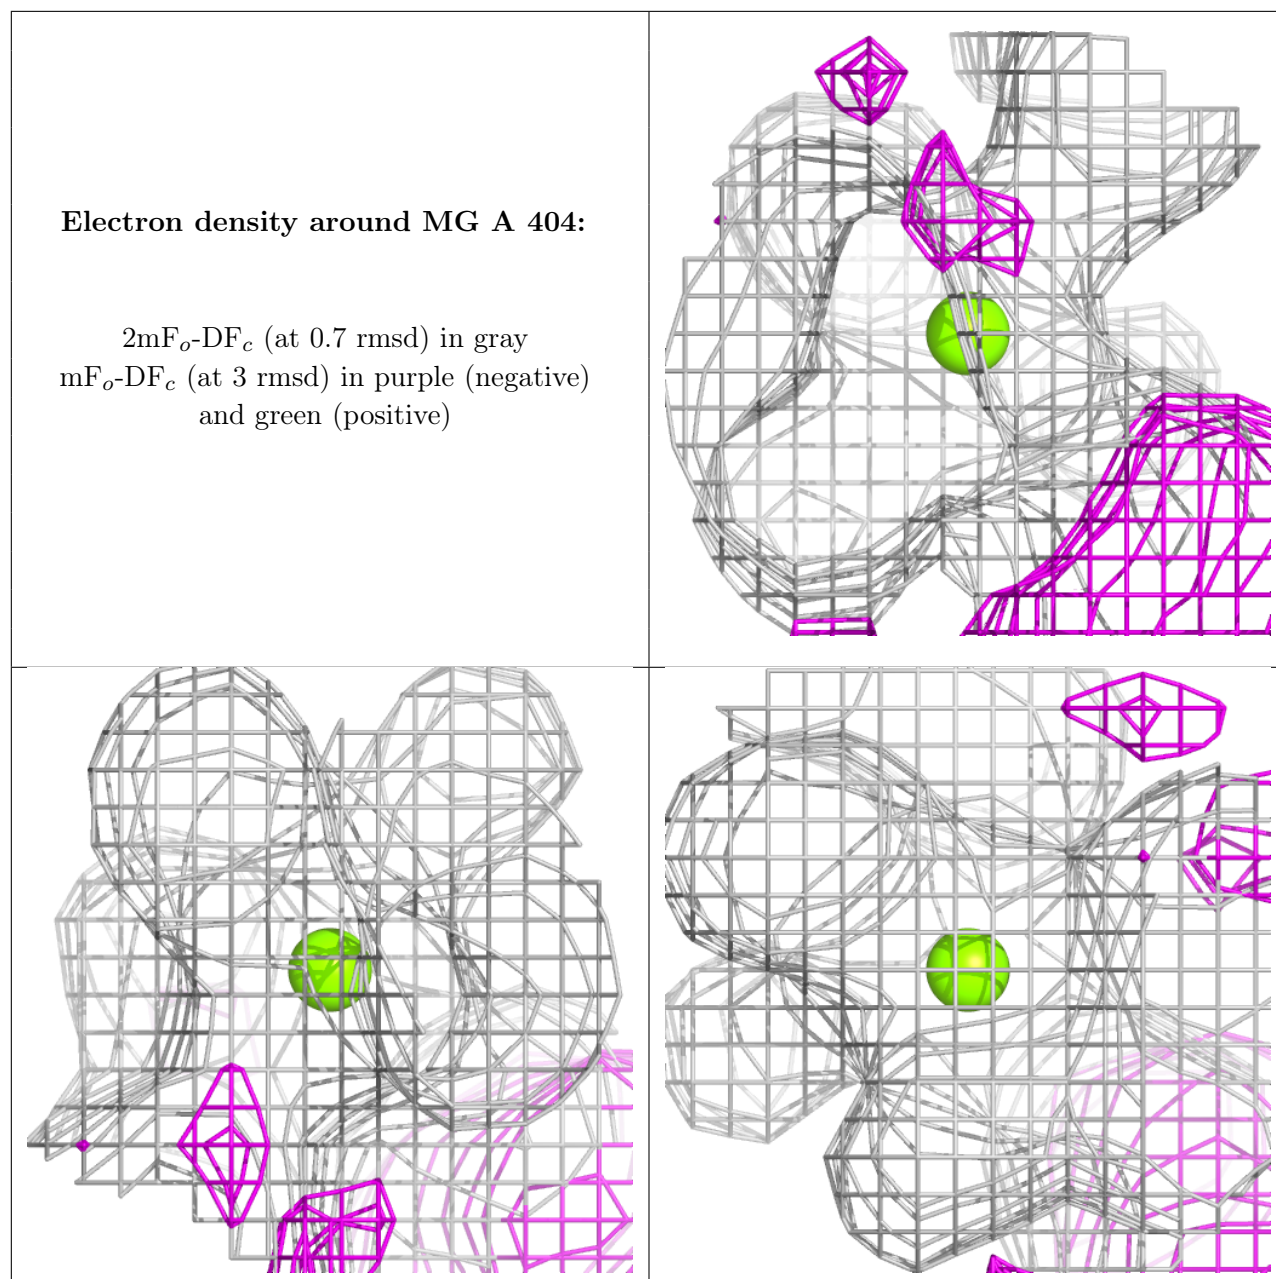 Electron density around MG A 404:
2mFo-DFc (at 0.7 rmsd) in gray
mFo-DFc (at 3 rmsd) in purple (negative)
and green (positive)